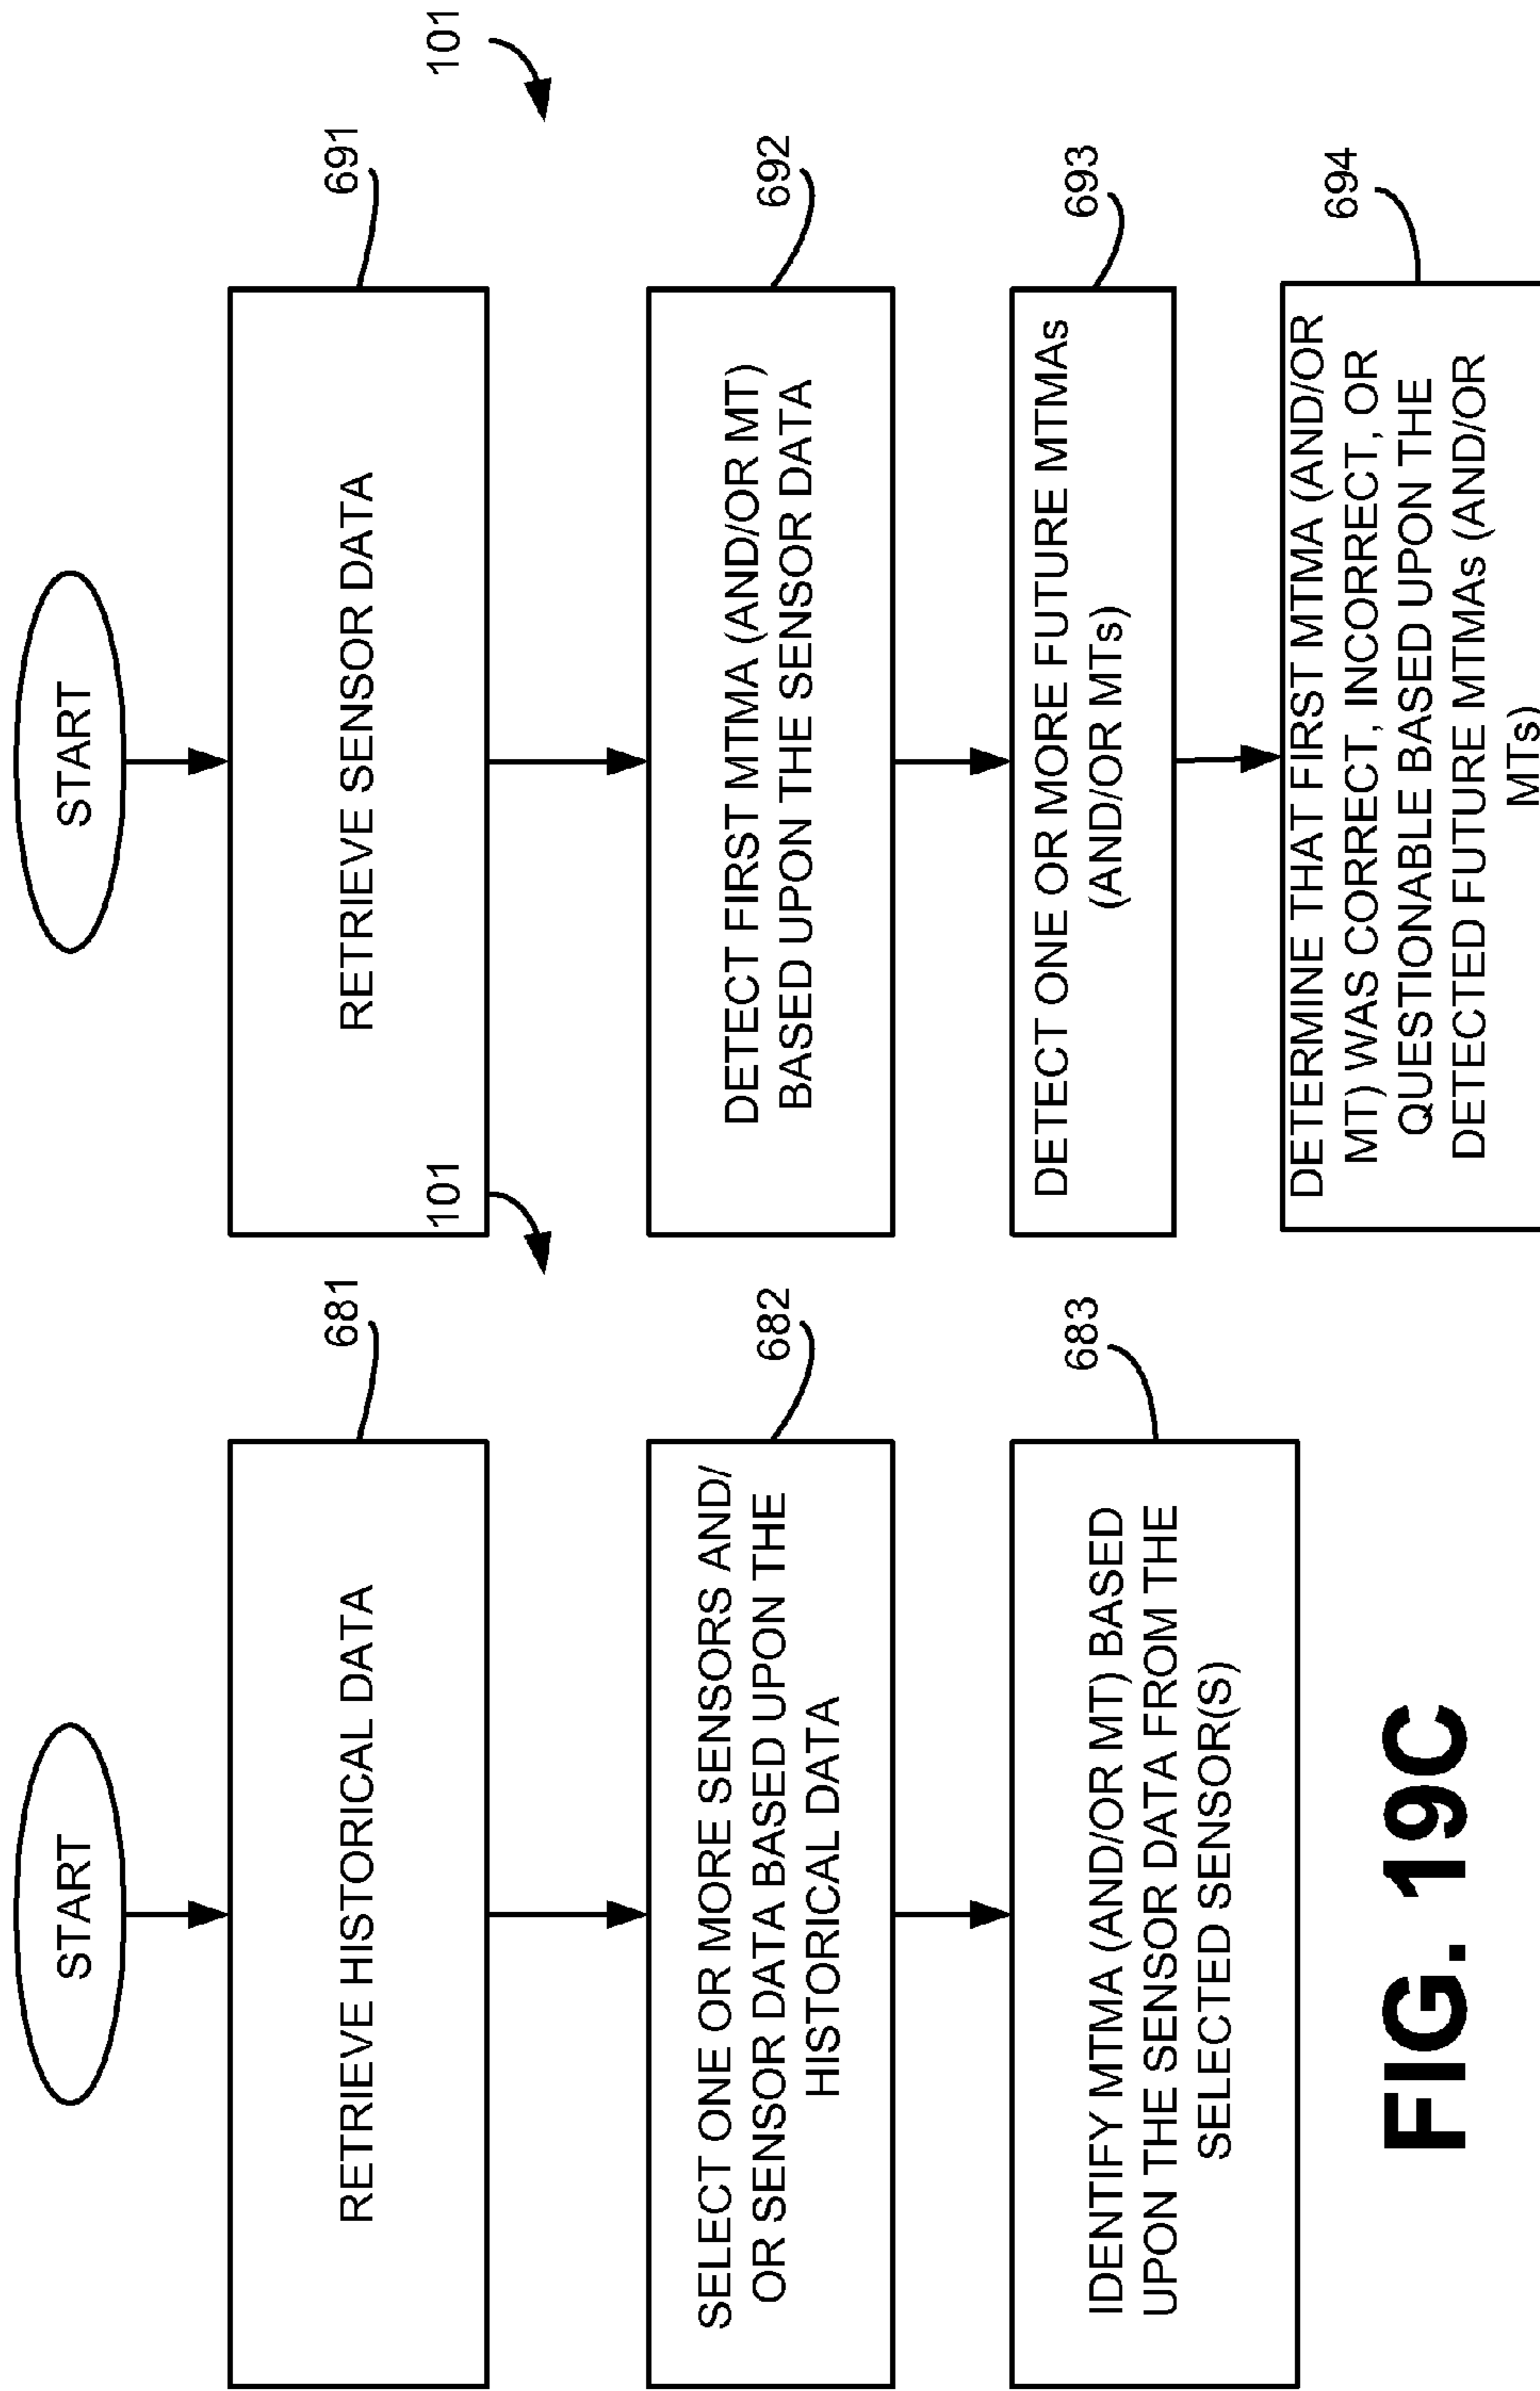 START
RETRIEVE HISTORICAL DATA
681
101
SELECT ONE OR MORE SENSORS AND/
OR SENSOR DATA BASED UPON THE
HISTORICAL DATA
682
IDENTIFY MTMA (AND/OR MT) BASED
UPON THE SENSOR DATA FROM THE
SELECTED SENSOR(S)
683
FIG. 19C
START
RETRIEVE SENSOR DATA
691
101
DETECT FIRST MTMA (AND/OR MT)
BASED UPON THE SENSOR DATA
692
DETECT ONE OR MORE FUTURE MTMAs
(AND/OR MTs)
693
DETERMINE THAT FIRST MTMA (AND/OR
MT) WAS CORRECT, INCORRECT, OR
QUESTIONABLE BASED UPON THE
DETECTED FUTURE MTMAs (AND/OR
MTs)
694